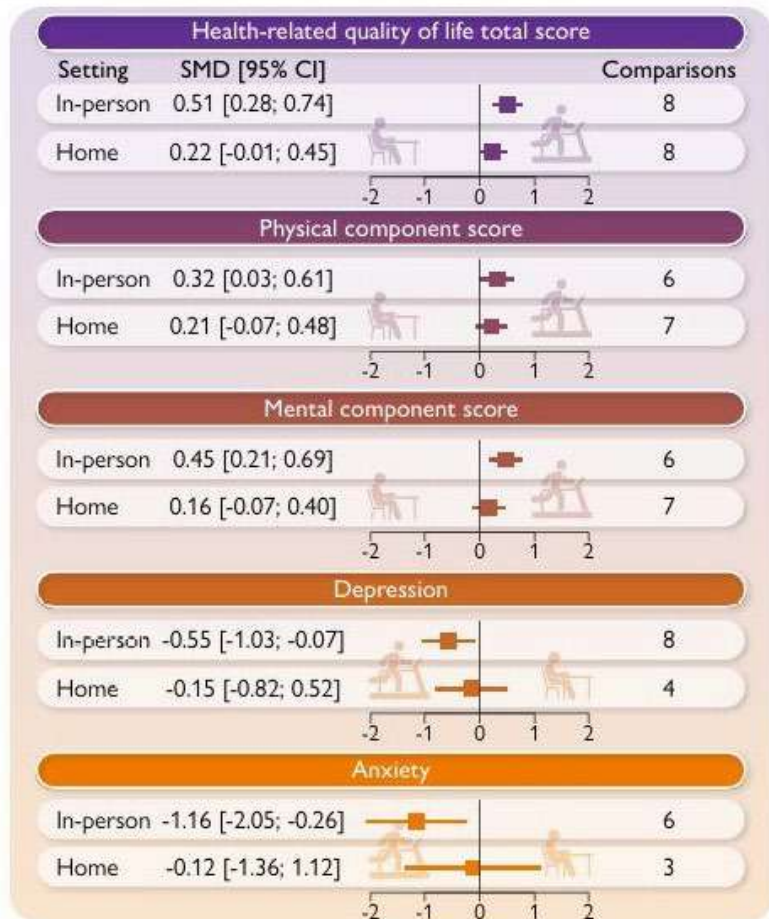 Health-related quality of life total score
Setting SMD [95% CI] Comparisons
In-person 0.51 [0.28; 0.74] 8
Home 0.22 [-0.01; 0.45] 8
-2 -1 0 1 2
Physical component score
In-person 0.32 [0.03; 0.61] 6
Home 0.21 [-0.07; 0.48] 7
-2 -1 0 1 2
Mental component score
In-person 0.45 [0.21; 0.69] 6
Home 0.16 [-0.07; 0.40] 7
-2 -1 0 1 2
Depression
In-person -0.55 [-1.03; -0.07] 8
Home -0.15 [-0.82; 0.52] 4
-2 -1 0 1 2
Anxiety
In-person -1.16 [-2.05; -0.26] 6
Home -0.12 [-1.36; 1.12] 3
-2 -1 0 1 2